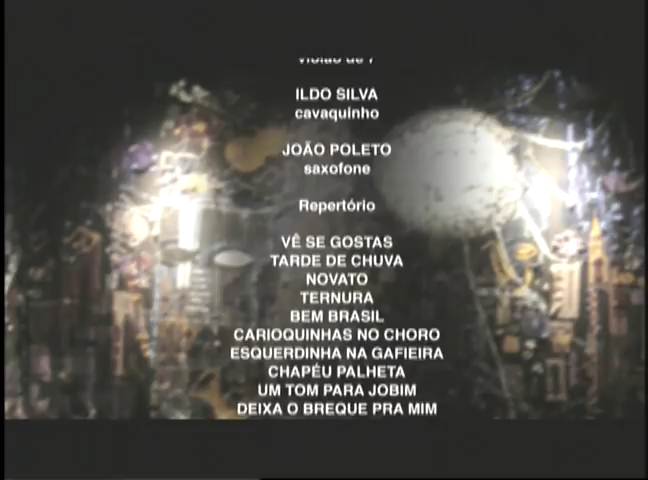 ILDO SILVA
cavaquinho
JOÃO POLETO
saxofone
Repertório
VÊ SE GOSTAS
TARDE DE CHUVA
NOVATO
TERNURA
BEM BRASIL
CARIOQUINHAS NO CHORO
ESQUERDINHA NA GAFIEIRA
CHAPÉU PALHETA
UM TOM PARA JOBIM
DEIXA O BREQUE PRA MIM